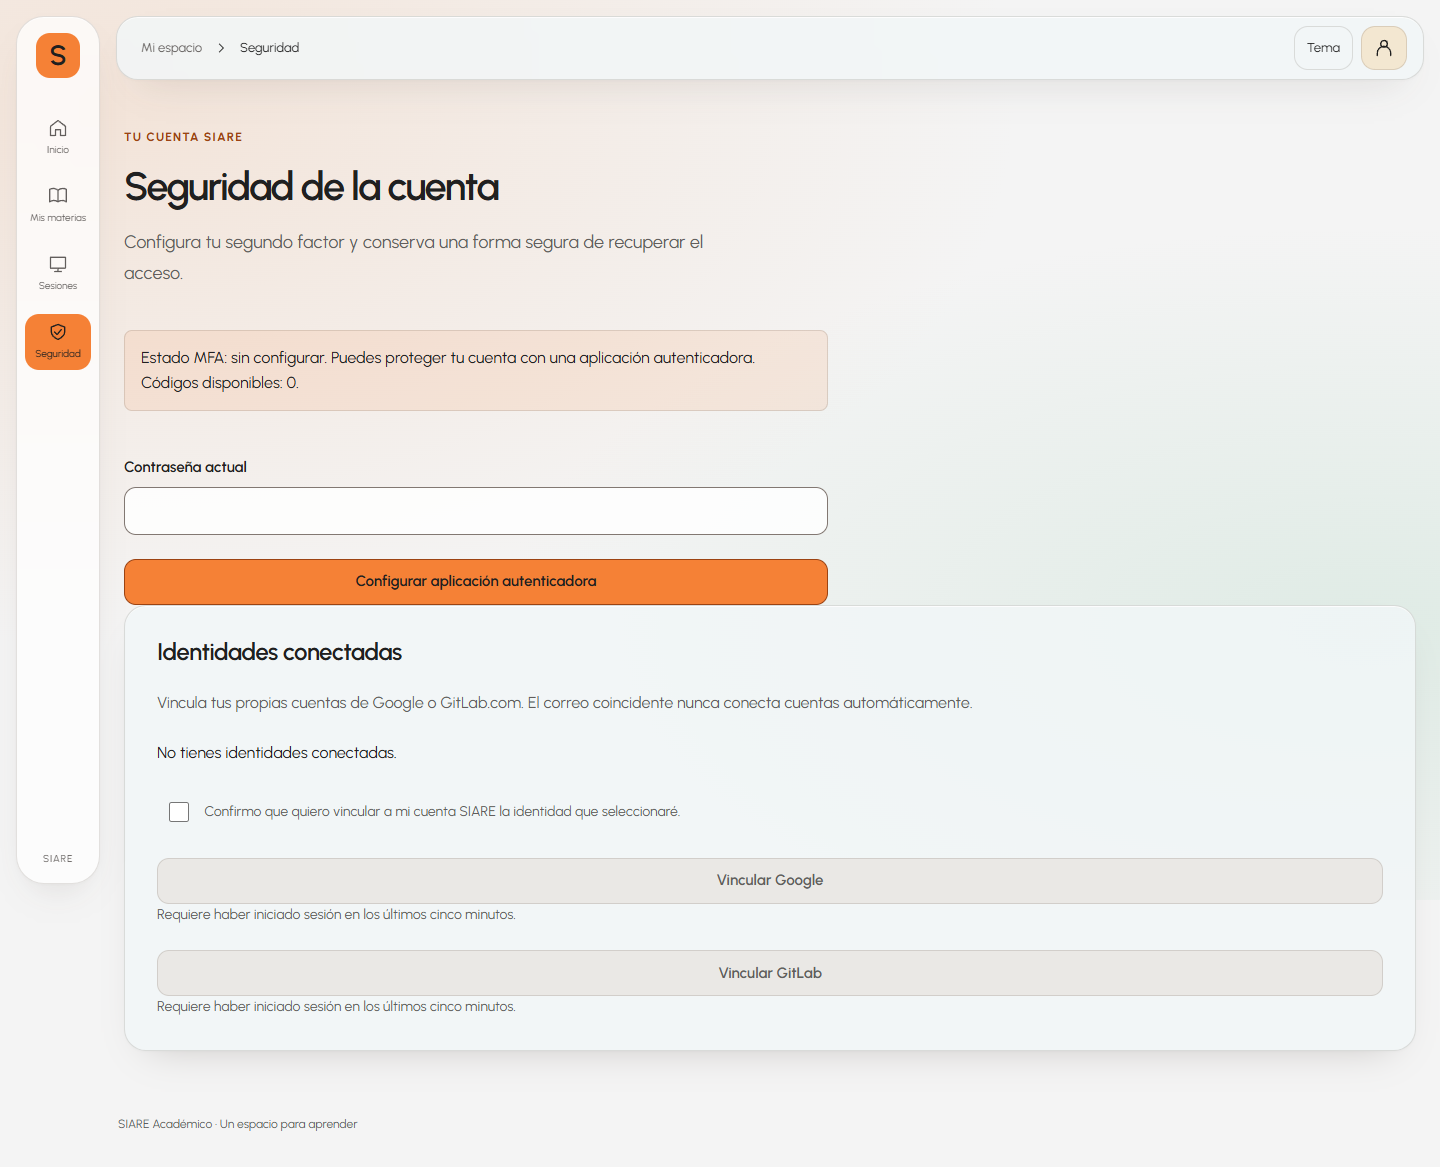 S
Inicio
Mis materias
Sesiones
Seguridad
SIARE
Mi espacio > Seguridad
Tema
TU CUENTA SIARE
Seguridad de la cuenta
Configura tu segundo factor y conserva una forma segura de recuperar el
acceso.
Estado MFA: sin configurar. Puedes proteger tu cuenta con una aplicación autenticadora.
Códigos disponibles: 0.
Contraseña actual
Configurar aplicación autenticadora
Identidades conectadas
Vincula tus propias cuentas de Google o GitLab.com. El correo coincidente nunca conecta cuentas automáticamente.
No tienes identidades conectadas.
Confirmo que quiero vincular a mi cuenta SIARE la identidad que seleccionaré.
Vincular Google
Requiere haber iniciado sesión en los últimos cinco minutos.
Vincular GitLab
Requiere haber iniciado sesión en los últimos cinco minutos.
SIARE Académico · Un espacio para aprender